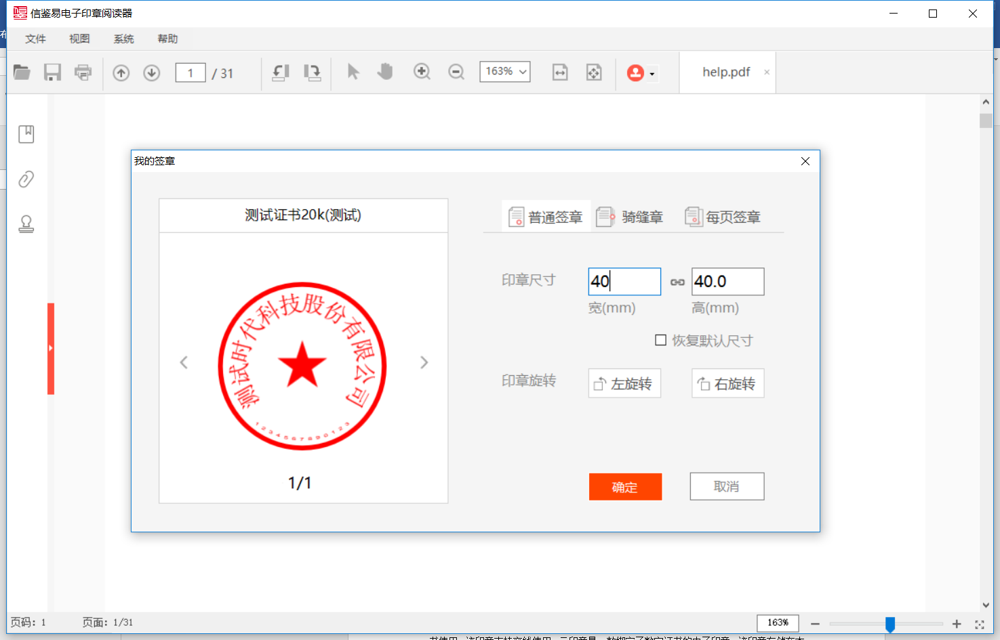 信鉴易电子印章阅读器
文件 视图 系统 帮助
1 / 31 163% help.pdf
我的签章
测试证书20k(测试)
普通签章 骑缝章 每页签章
测试时代科技股份有限公司
1234567890123
1/1
印章尺寸 40 40.0
宽(mm) 高(mm)
恢复默认尺寸
印章旋转 左旋转 右旋转
确定 取消
页码: 1 页面: 1/31 163%